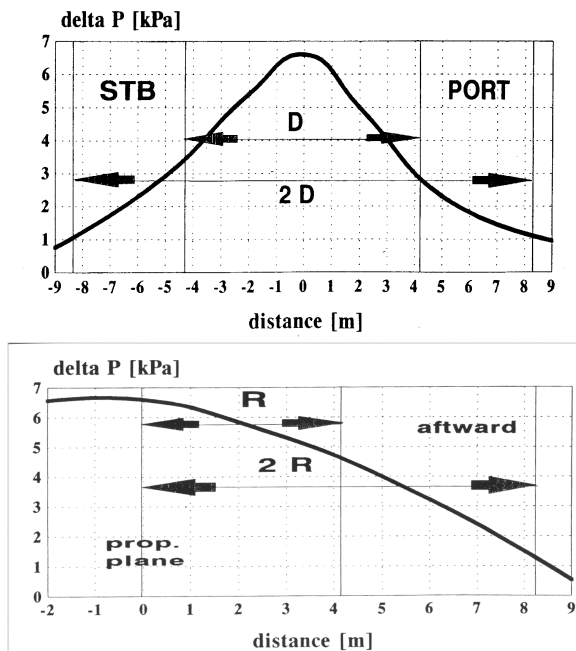 delta P [kPa]
7
6
5
4
3
2
1
0
STB
PORT
D
2 D
-9 -8 -7 -6 -5 -4 -3 -2 -1 0 1 2 3 4 5 6 7 8 9
distance [m]
delta P [kPa]
7
6
5
4
3
2
1
0
R
aftward
2 R
prop.
plane
-2 -1 0 1 2 3 4 5 6 7 8 9
distance [m]